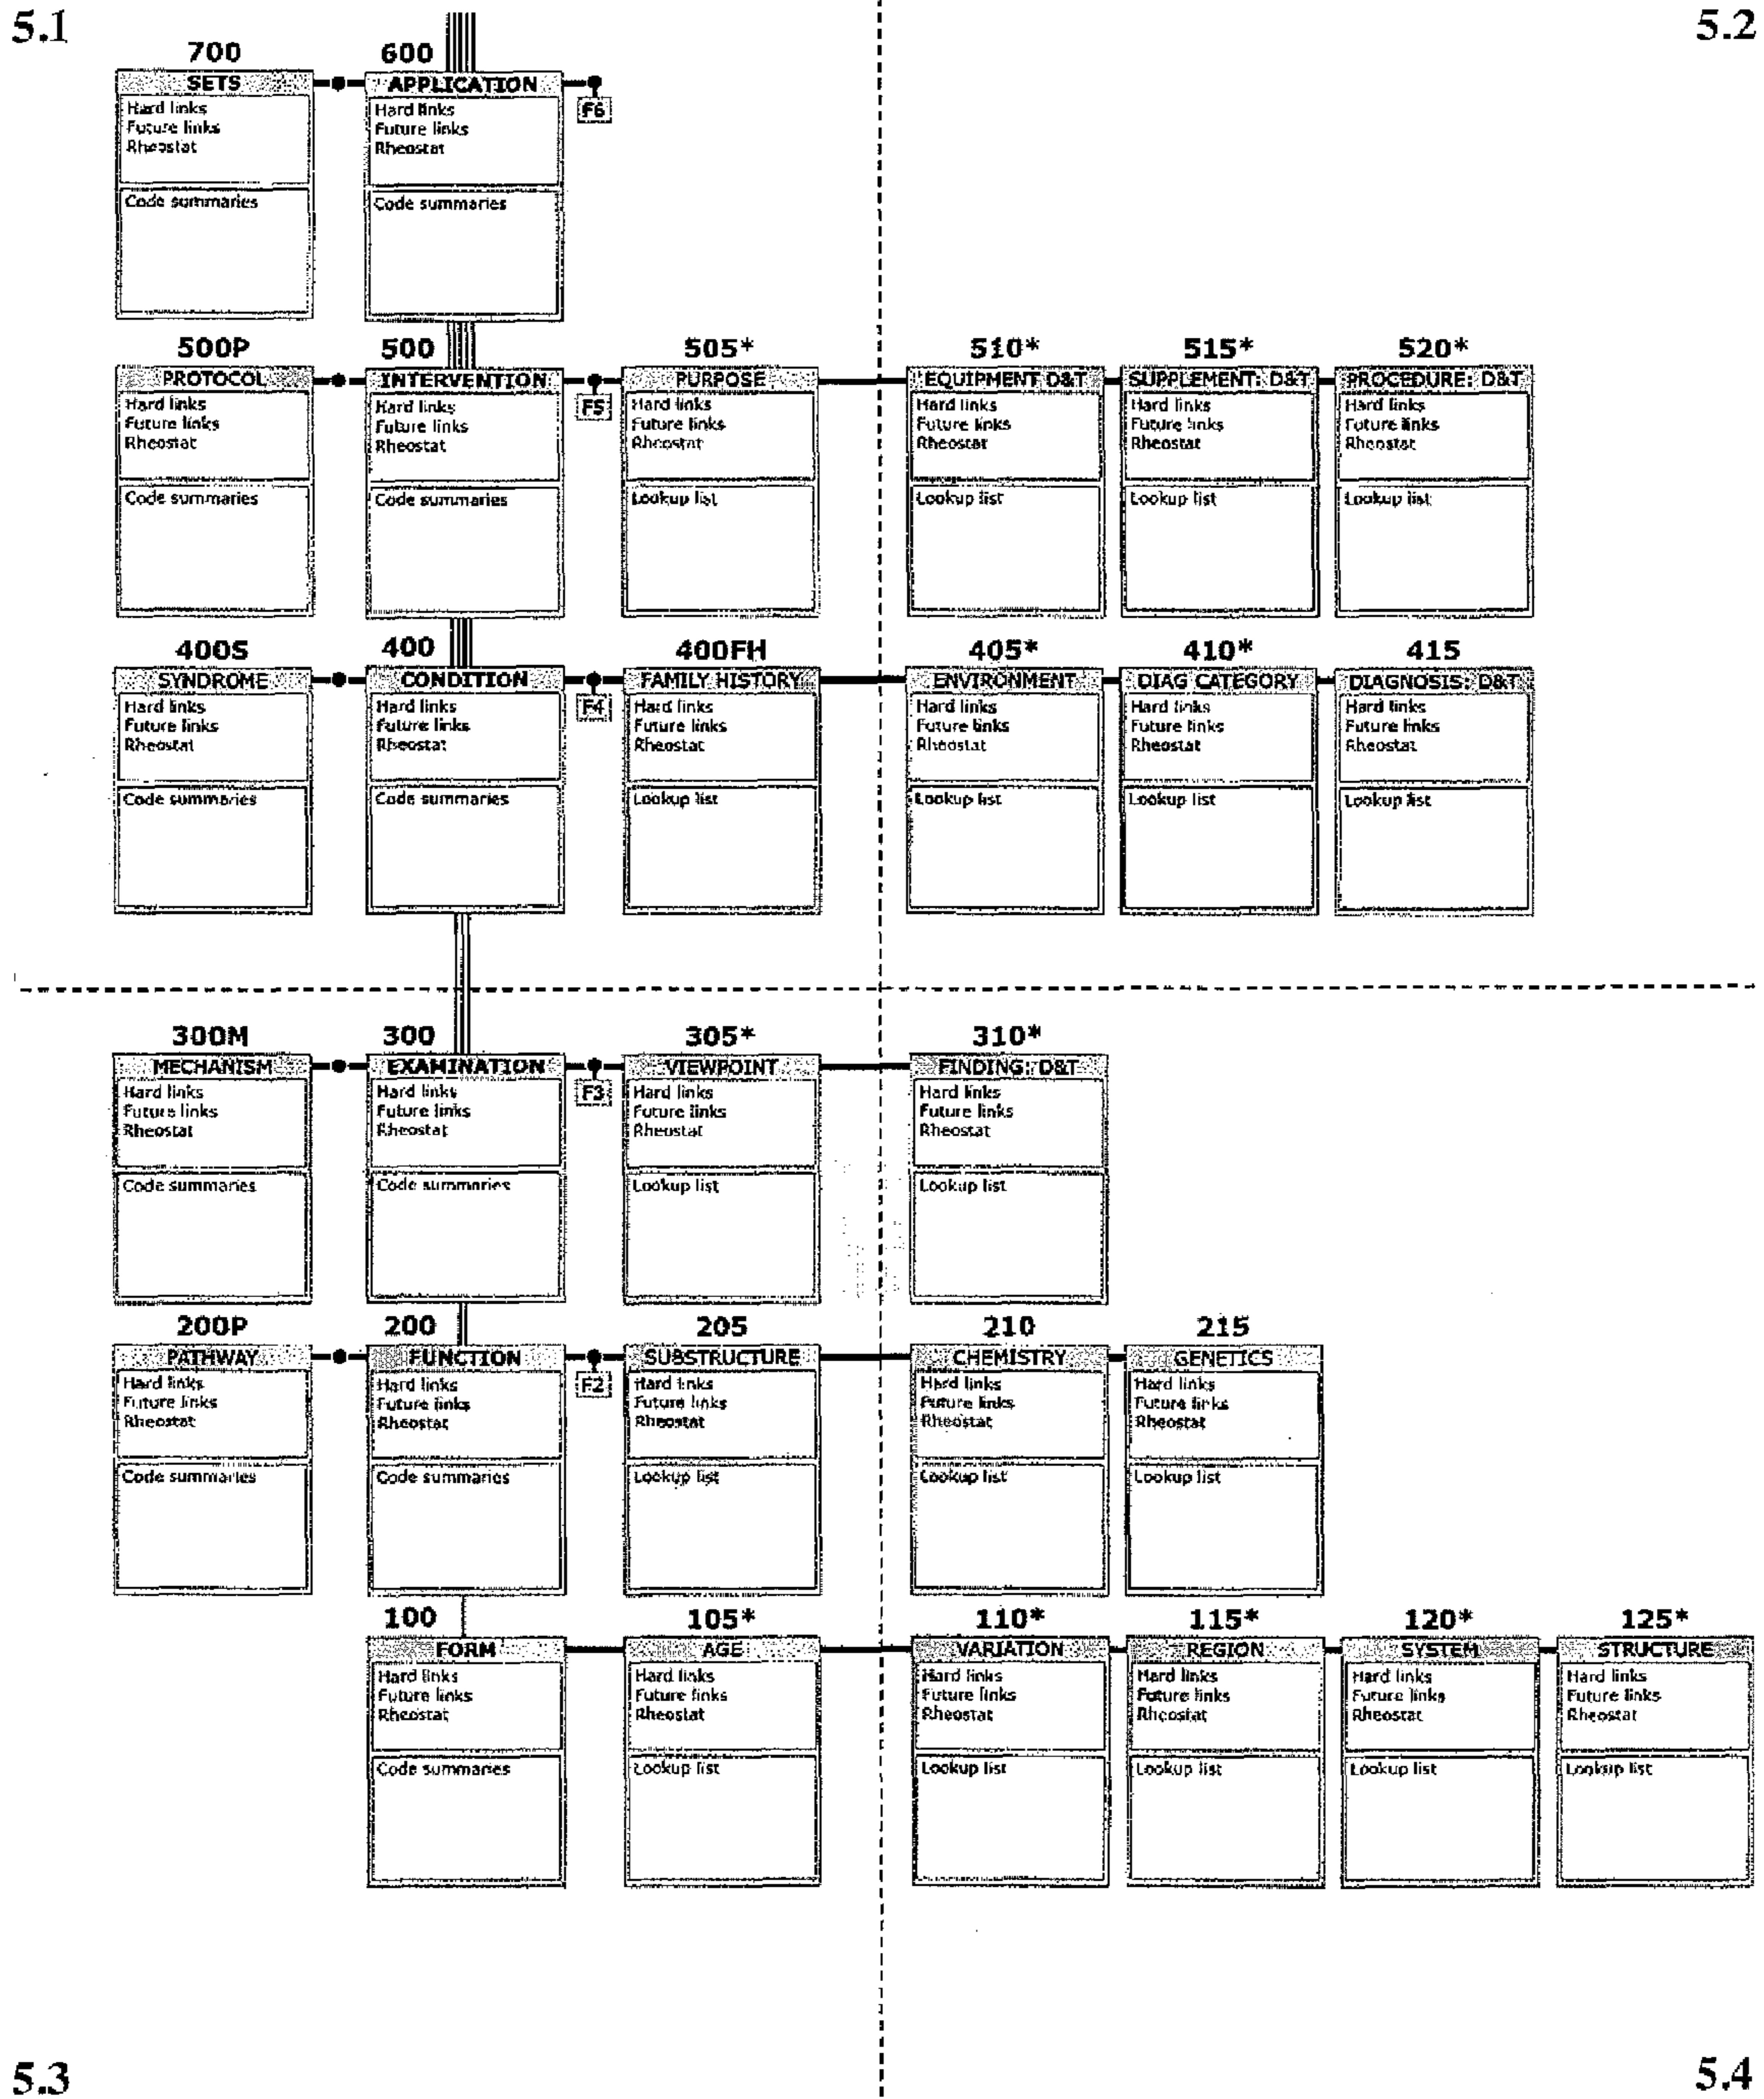 5.1
5.2
700
600
SETS
APPLICATION
F6
Hard links
Future links
Rheostat
Hard links
Future links
Rheostat
Code summaries
Code summaries
500P
500
505*
510*
515*
520*
PROTOCOL
INTERVENTION
F5
PURPOSE
EQUIPMENT D&T
SUPPLEMENT: D&T
PROCEDURE: D&T
Hard links
Future links
Rheostat
Hard links
Future links
Rheostat
Hard links
Future links
Rheostat
Hard links
Future links
Rheostat
Hard links
Future links
Rheostat
Hard links
Future links
Rheostat
Code summaries
Code summaries
Lookup list
Lookup list
Lookup list
Lookup list
400S
400
400FH
405*
410*
415
SYNDROME
CONDITION
F4
FAMILY HISTORY
ENVIRONMENT
DIAG CATEGORY
DIAGNOSIS: D&T
Hard links
Future links
Rheostat
Hard links
Future links
Rheostat
Hard links
Future links
Rheostat
Hard links
Future links
Rheostat
Hard links
Future links
Rheostat
Hard links
Future links
Rheostat
Code summaries
Code summaries
Lookup list
Lookup list
Lookup list
Lookup list
300M
300
305*
310*
MECHANISM
EXAMINATION
F3
VIEWPOINT
FINDING: D&T
Hard links
Future links
Rheostat
Hard links
Future links
Rheostat
Hard links
Future links
Rheostat
Hard links
Future links
Rheostat
Code summaries
Code summaries
Lookup list
Lookup list
200P
200
205
210
215
PATHWAY
FUNCTION
F2
SUBSTRUCTURE
CHEMISTRY
GENETICS
Hard links
Future links
Rheostat
Hard links
Future links
Rheostat
Hard links
Future links
Rheostat
Hard links
Future links
Rheostat
Hard links
Future links
Rheostat
Code summaries
Code summaries
Lookup list
Lookup list
Lookup list
100
105*
110*
115*
120*
125*
FORM
AGE
VARIATION
REGION
SYSTEM
STRUCTURE
Hard links
Future links
Rheostat
Hard links
Future links
Rheostat
Hard links
Future links
Rheostat
Hard links
Future links
Rheostat
Hard links
Future links
Rheostat
Hard links
Future links
Rheostat
Code summaries
Lookup list
Lookup list
Lookup list
Lookup list
Lookup list
5.3
5.4